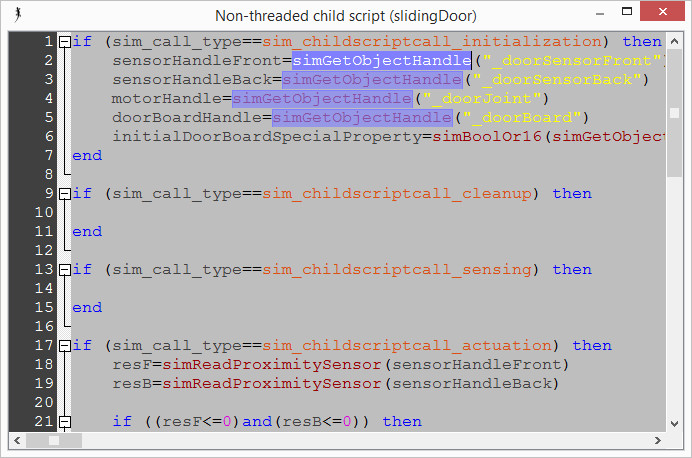 Non-threaded child script (slidingDoor)
1 if (sim_call_type==sim_childscriptcall_initialization) then
2 sensorHandleFront=simGetObjectHandle("_doorSensorFront"
3 sensorHandleBack=simGetObjectHandle("_doorSensorBack")
4 motorHandle=simGetObjectHandle("_doorJoint")
5 doorBoardHandle=simGetObjectHandle("_doorBoard")
6 initialDoorBoardSpecialProperty=simBoolOr16(simGetObject
7 end
8
9 if (sim_call_type==sim_childscriptcall_cleanup) then
10
11 end
12
13 if (sim_call_type==sim_childscriptcall_sensing) then
14
15 end
16
17 if (sim_call_type==sim_childscriptcall_actuation) then
18 resF=simReadProximitySensor(sensorHandleFront)
19 resB=simReadProximitySensor(sensorHandleBack)
20
21 if ((resF<=0)and(resB<=0)) then